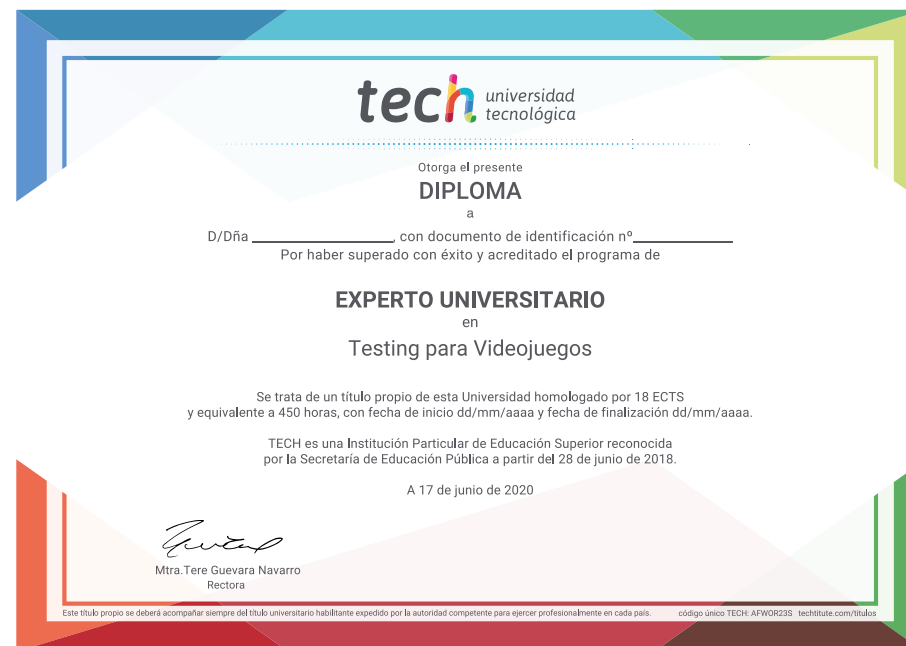 tech universidad
tecnológica
Otorga el presente
DIPLOMA
a
D/Dña ____________________, con documento de identificación nº______________
Por haber superado con éxito y acreditado el programa de
EXPERTO UNIVERSITARIO
en
Testing para Videojuegos
Se trata de un título propio de esta Universidad homologado por 18 ECTS
y equivalente a 450 horas, con fecha de inicio dd/mm/aaaa y fecha de finalización dd/mm/aaaa.
TECH es una Institución Particular de Educación Superior reconocida
por la Secretaría de Educación Pública a partir del 28 de junio de 2018.
A 17 de junio de 2020
Mtra.Tere Guevara Navarro
Rectora
Este título propio se deberá acompañar siempre del título universitario habilitante expedido por la autoridad competente para ejercer profesionalmente en cada país. código único TECH: AFWOR23S techtitute.com/titulos